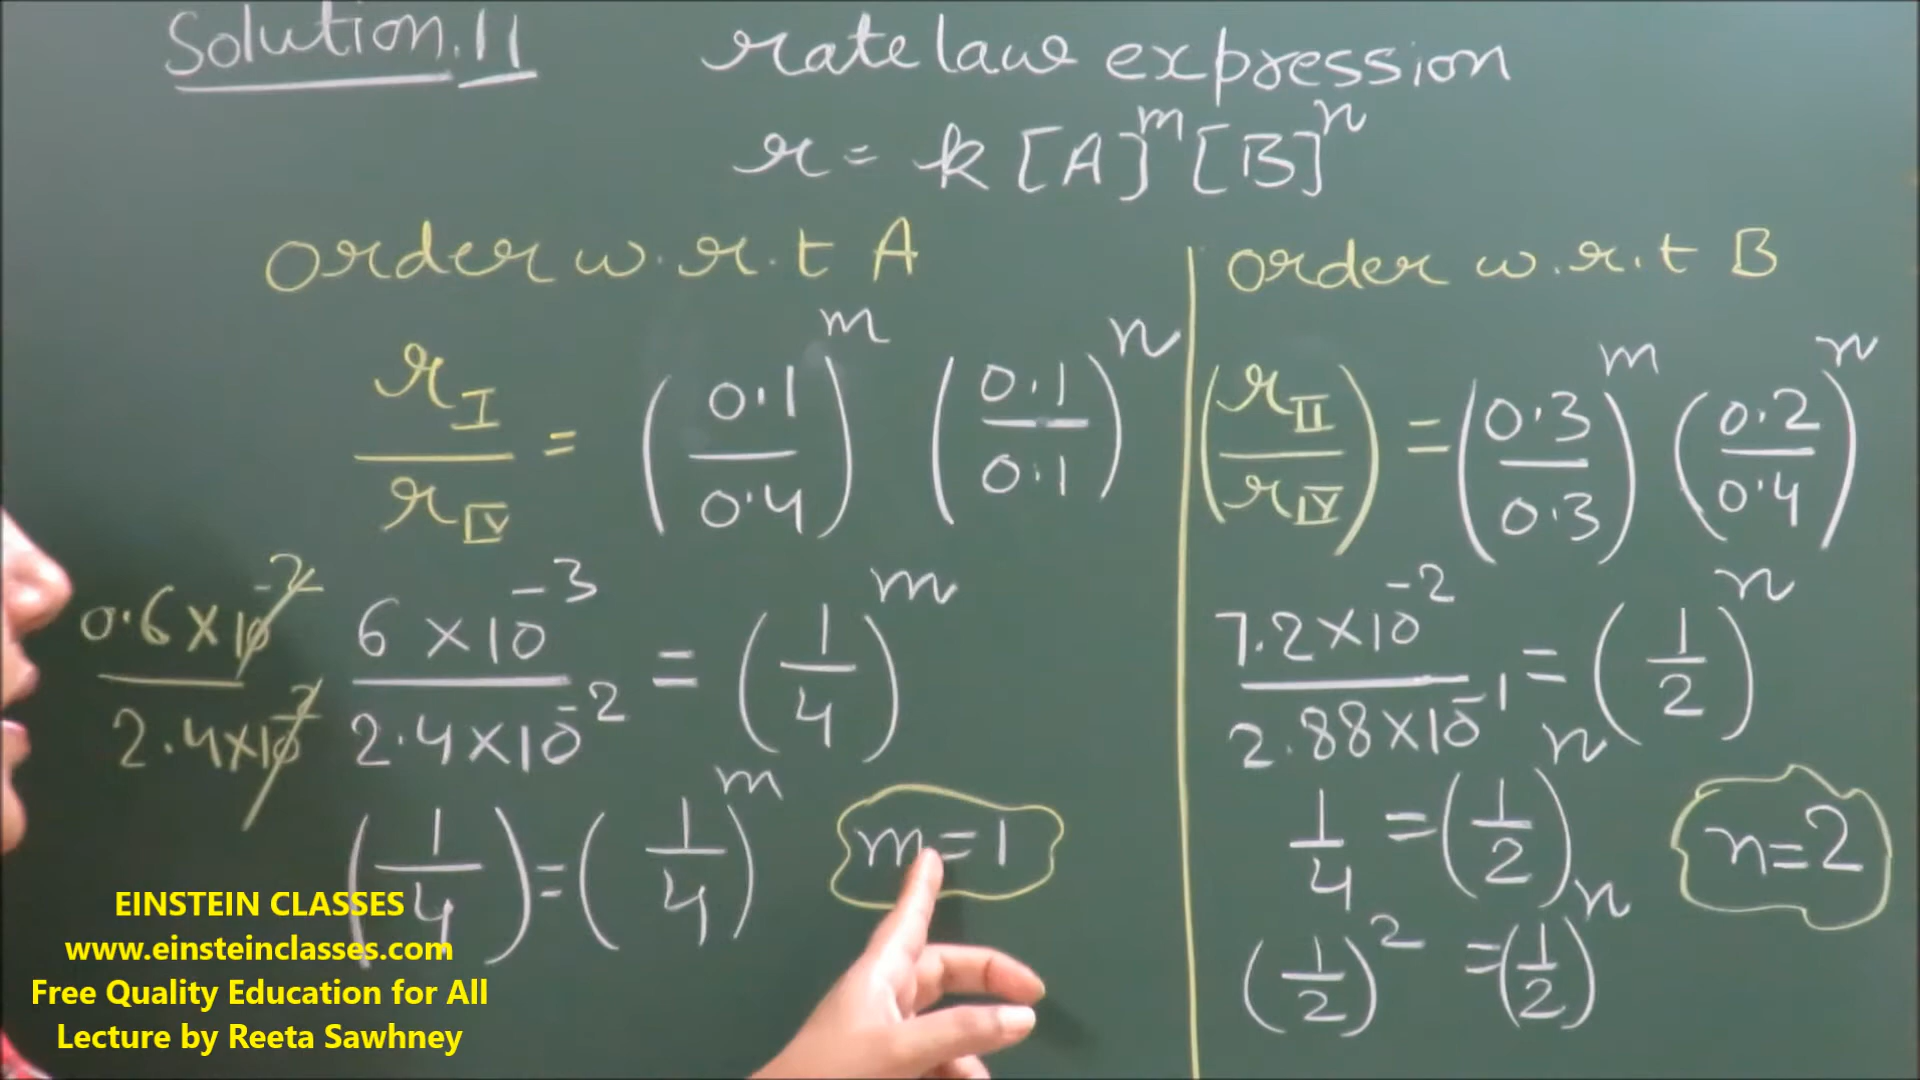 Solution.11
rate law expression
r = k [A]^m [B]^n
order w.r.t A
r_I / r_IV = (0.1 / 0.4)^m (0.1 / 0.1)^n
0.6 × 10^-2 / 2.4 × 10^-2
6 × 10^-3 / 2.4 × 10^-2 = (1 / 4)^m
(1 / 4) = (1 / 4)^m
m = 1
order w.r.t B
(r_II / r_IV) = (0.3 / 0.3)^m (0.2 / 0.4)^n
7.2 × 10^-2 / 2.88 × 10^-1 = (1 / 2)^n
1 / 4 = (1 / 2)^n
(1 / 2)^2 = (1 / 2)^n
n = 2
EINSTEIN CLASSES
www.einsteinclasses.com
Free Quality Education for All
Lecture by Reeta Sawhney